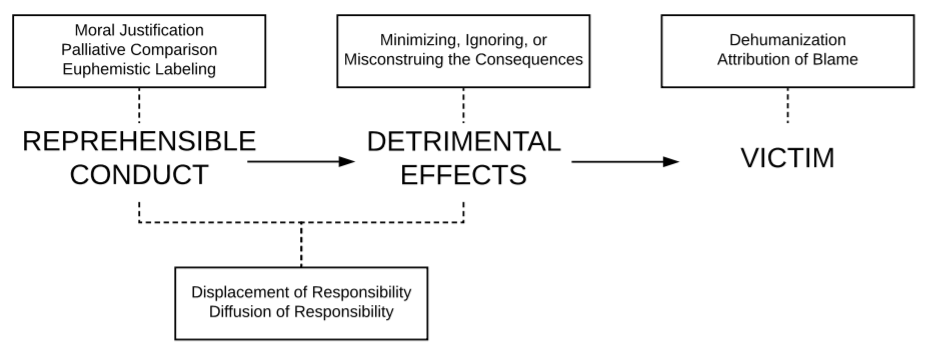 Moral Justification
Palliative Comparison
Euphemistic Labeling
Minimizing, Ignoring, or
Misconstruing the Consequences
Dehumanization
Attribution of Blame
REPREHENSIBLE
CONDUCT
DETRIMENTAL
EFFECTS
VICTIM
Displacement of Responsibility
Diffusion of Responsibility